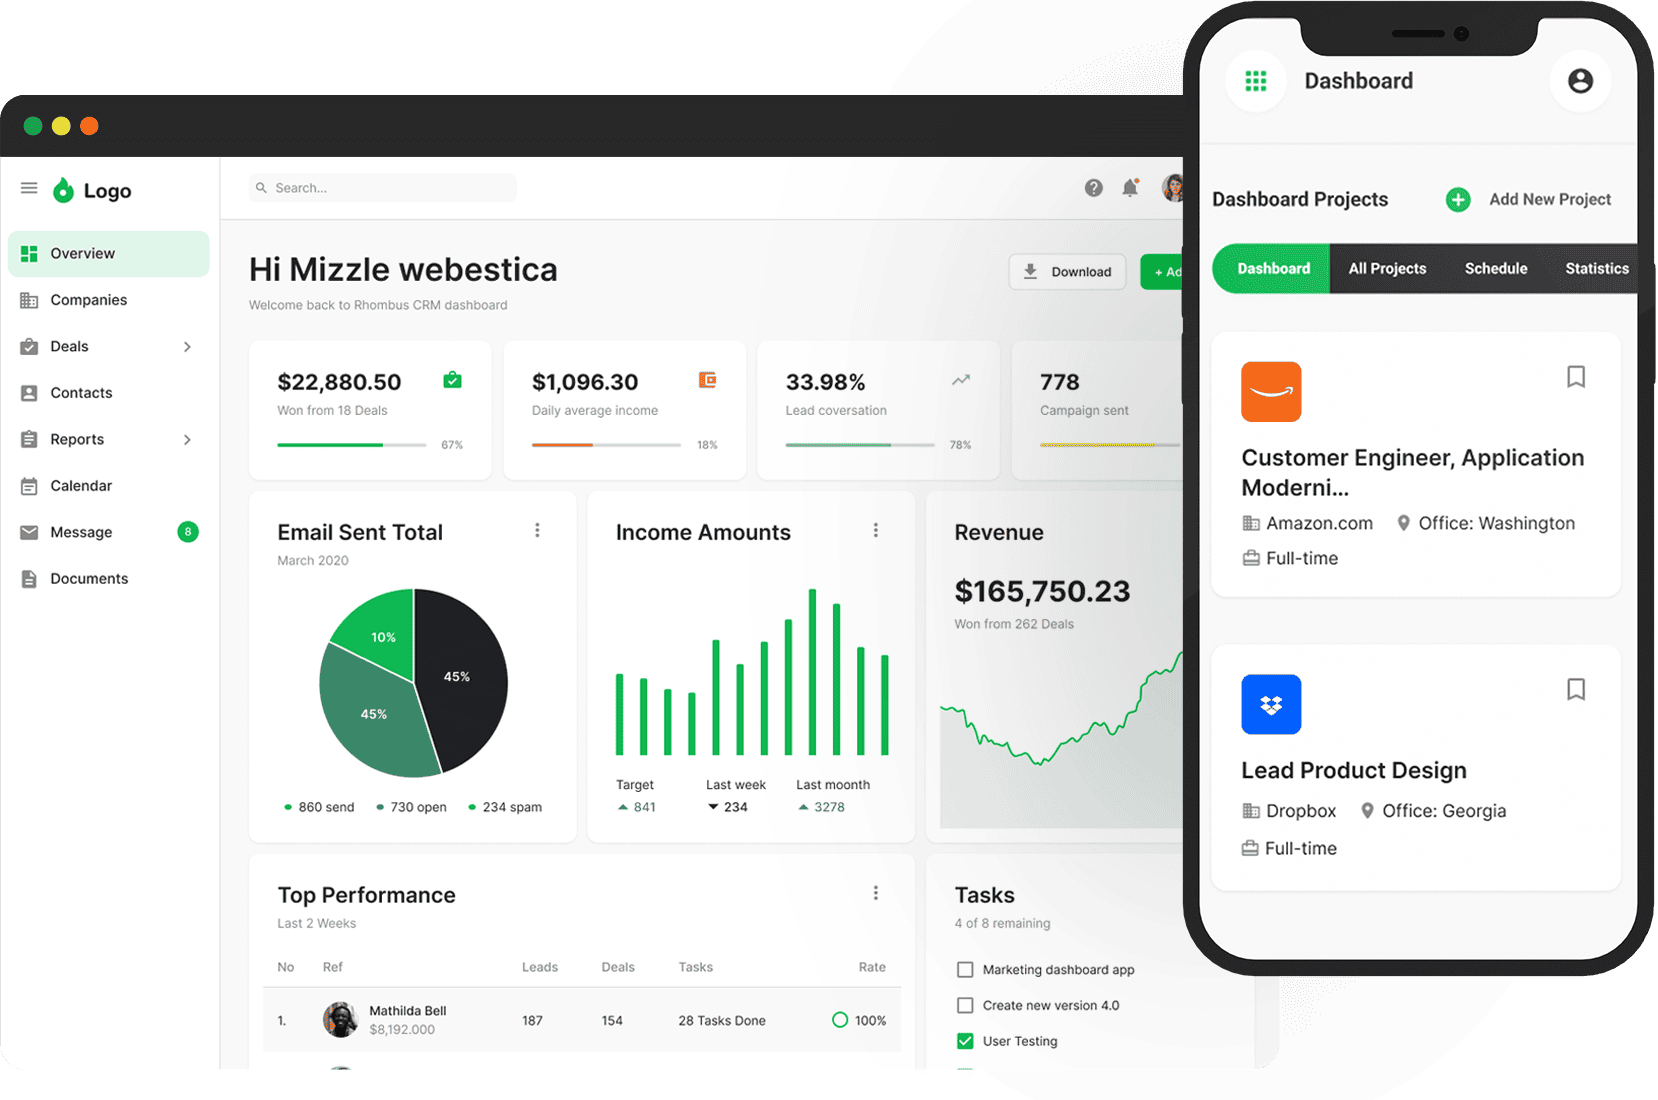 Logo
Overview
Companies
Deals
Contacts
Reports
Calendar
Message 8
Documents
Search...
Hi Mizzle webestica
Welcome back to Rhombus CRM dashboard
Download
+ Ad
$22,880.50
Won from 18 Deals
67%
$1,096.30
Daily average income
18%
33.98%
Lead coversation
78%
778
Campaign sent
Email Sent Total
March 2020
10%
45%
45%
860 send 730 open 234 spam
Income Amounts
Target Last week Last moonth
841 234 3278
Revenue
$165,750.23
Won from 262 Deals
Top Performance
Last 2 Weeks
No Ref Leads Deals Tasks Rate
1. Mathilda Bell 187 154 28 Tasks Done 100%
$8,192.000
Tasks
4 of 8 remaining
Marketing dashboard app
Create new version 4.0
User Testing
Dashboard
Dashboard Projects
Add New Project
Dashboard All Projects Schedule Statistics
Customer Engineer, Application
Moderni...
Amazon.com Office: Washington
Full-time
Lead Product Design
Dropbox Office: Georgia
Full-time